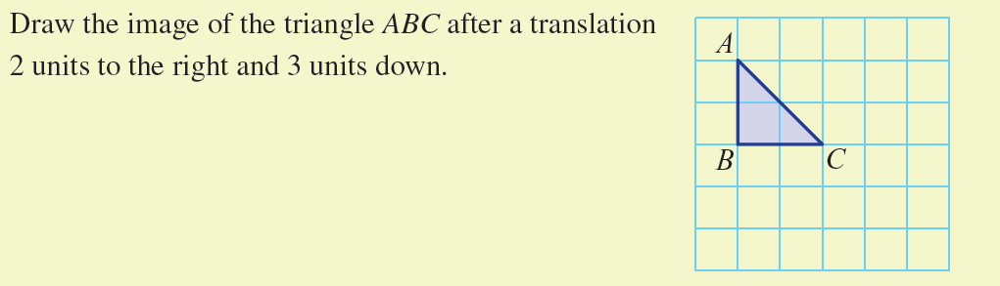 Draw the image of the triangle ABC after a translation
2 units to the right and 3 units down.
A
B
C